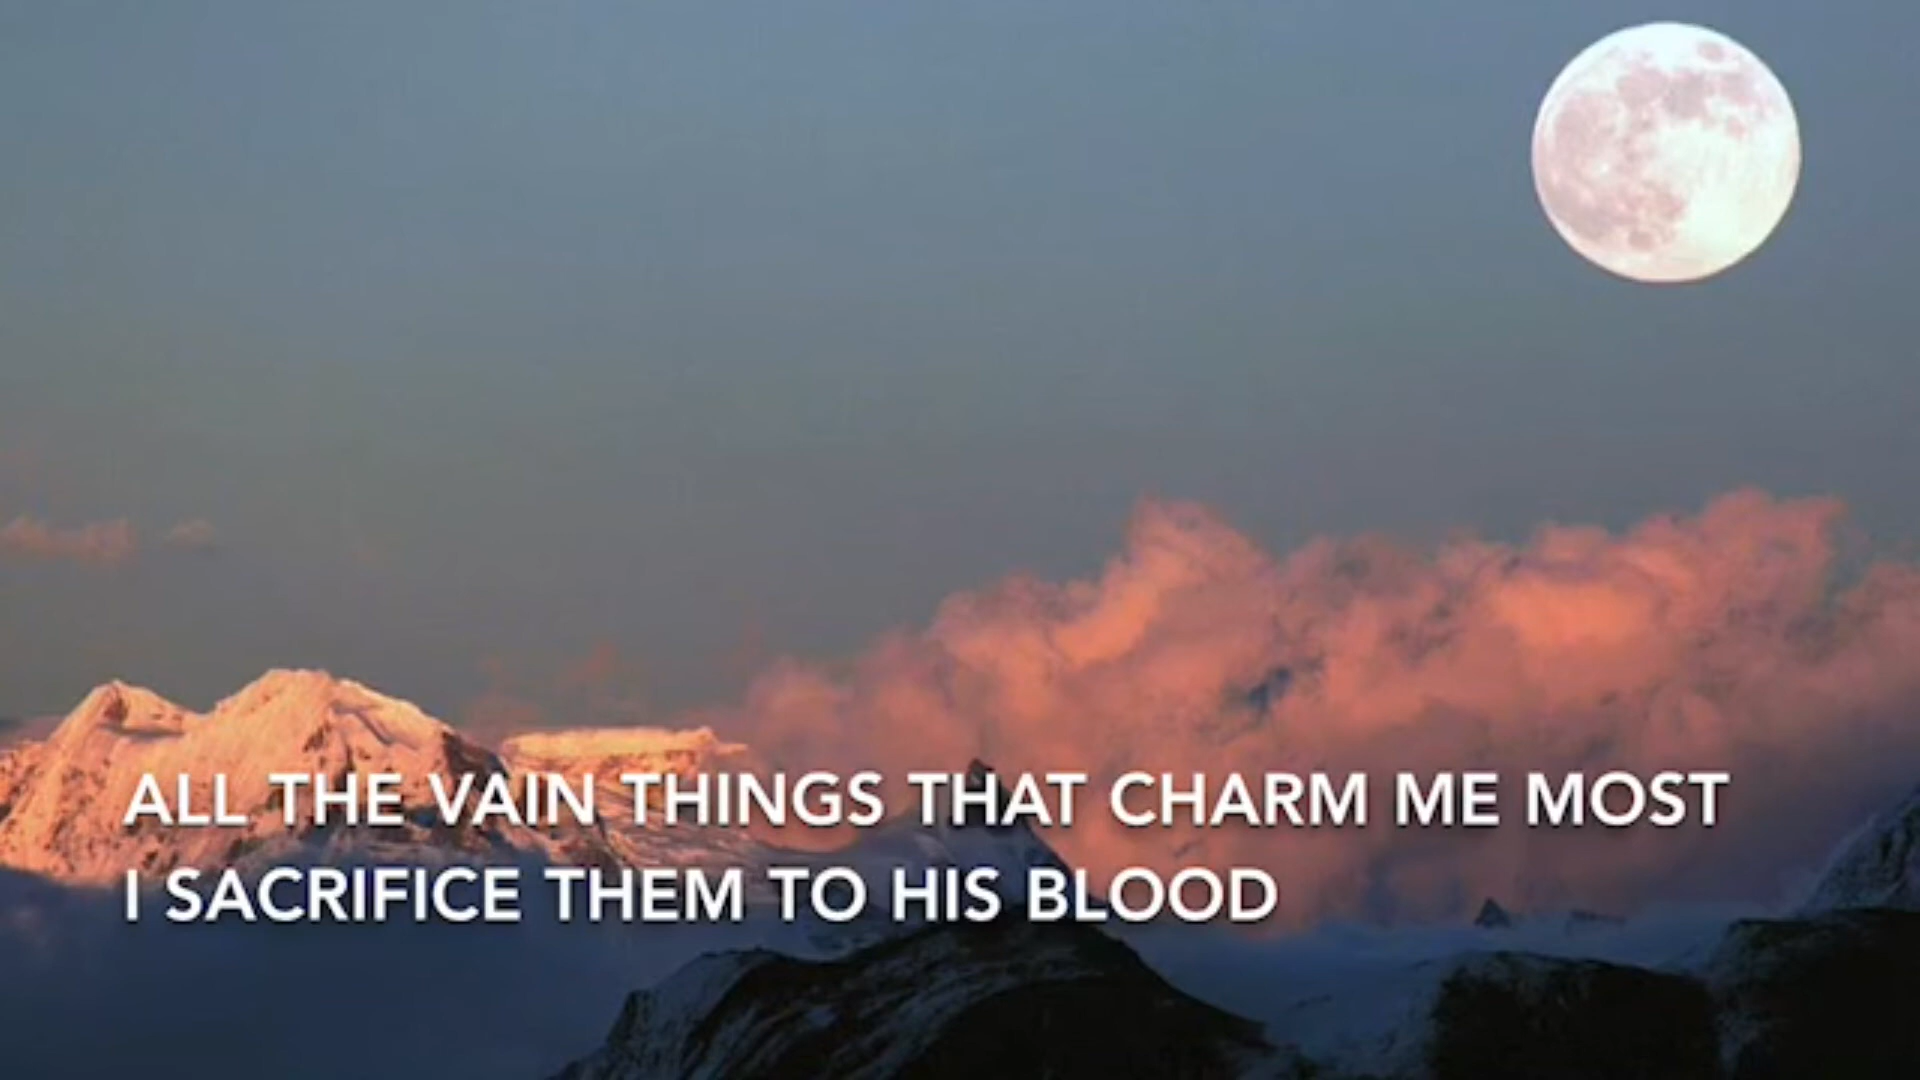 ALL THE VAIN THINGS THAT CHARM ME MOST
I SACRIFICE THEM TO HIS BLOOD